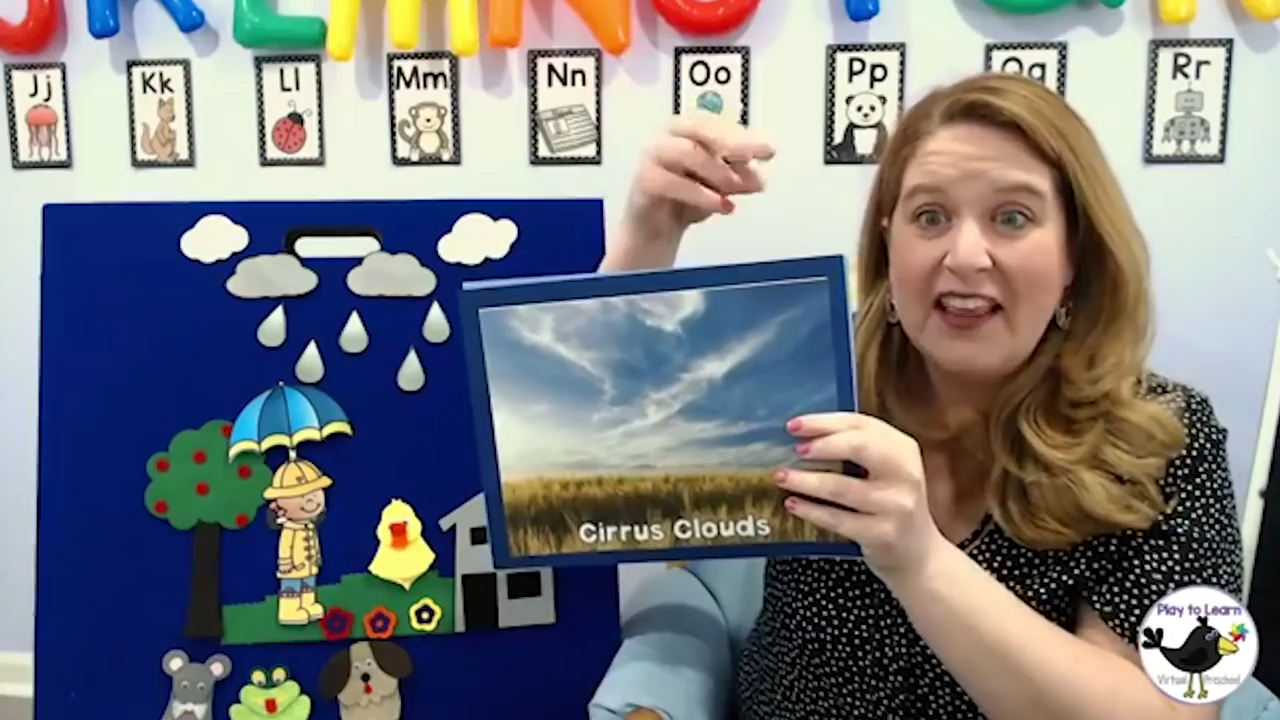 Jj
Kk
Ll
Mm
Nn
Oo
Pp
Qq
Rr
Cirrus Clouds
Play to Learn
Virtual Preschool